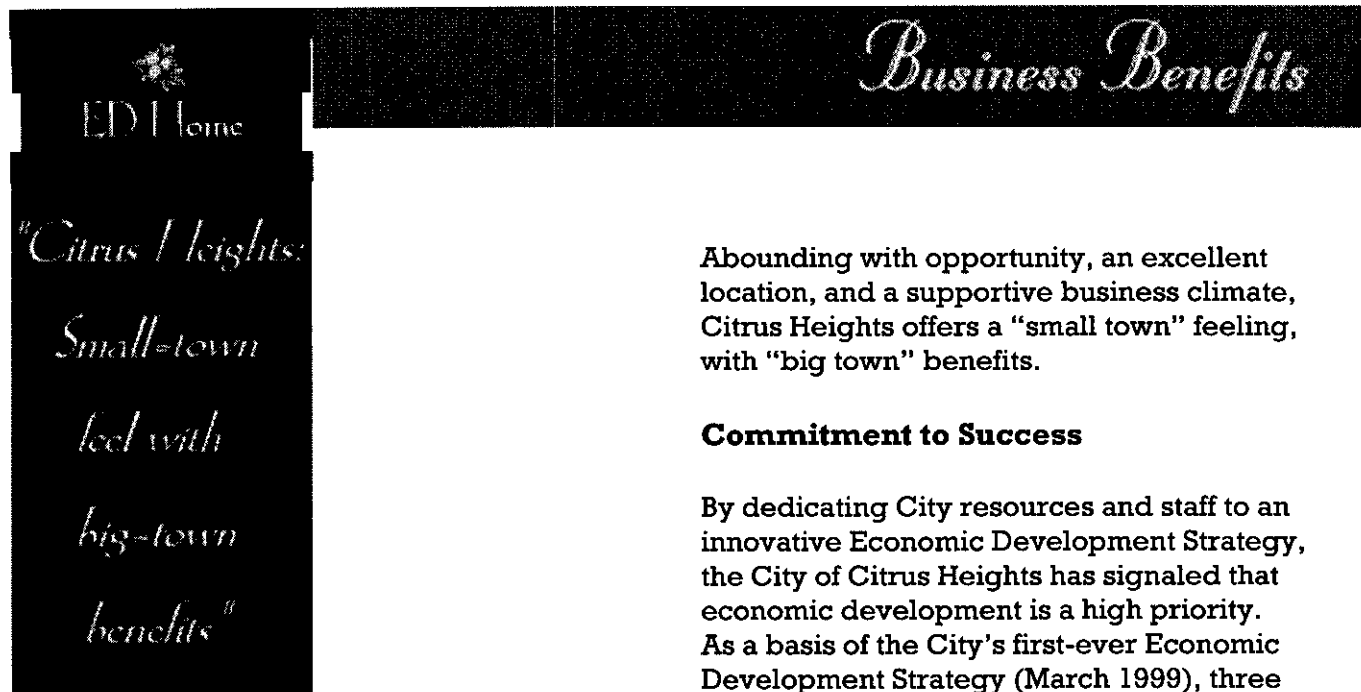 Business Benefits
ED Home
"Citrus Heights:
Small-town
feel with
big-town
benefits"
Abounding with opportunity, an excellent
location, and a supportive business climate,
Citrus Heights offers a “small town” feeling,
with “big town” benefits.
Commitment to Success
By dedicating City resources and staff to an
innovative Economic Development Strategy,
the City of Citrus Heights has signaled that
economic development is a high priority.
As a basis of the City’s first-ever Economic
Development Strategy (March 1999), three